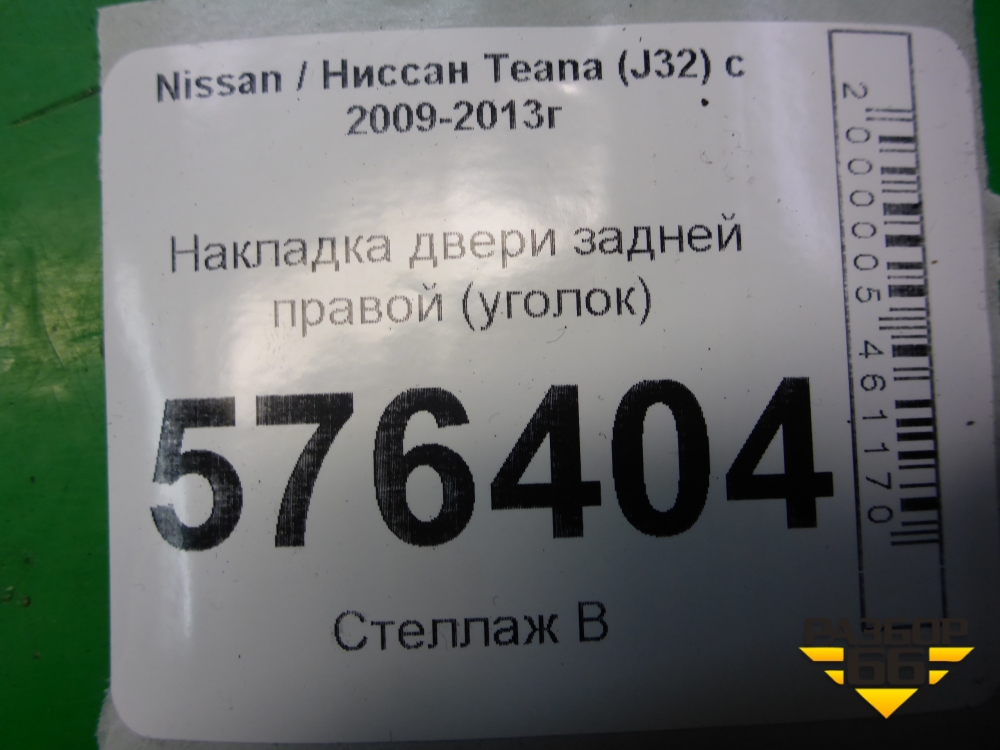 Nissan / Ниссан Teana (J32) с
2009-2013г
Накладка двери задней
правой (уголок)
576404
Стеллаж В
2000005461170
РАЗБОР
66